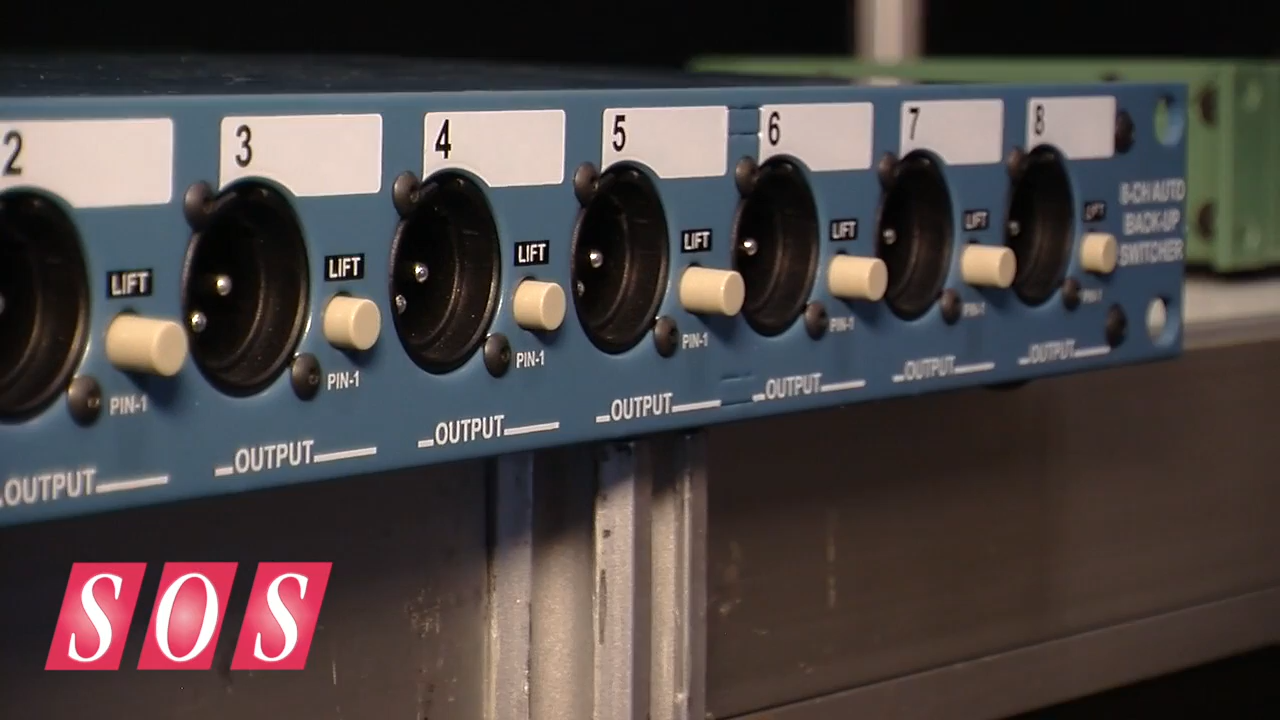 2 3 4 5 6 7 8
LIFT LIFT LIFT LIFT LIFT LIFT LIFT
8-CH AUTO
BACK-UP
SWITCHER
PIN-1 PIN-1 PIN-1 PIN-1 PIN-1 PIN-1 PIN-1
OUTPUT OUTPUT OUTPUT OUTPUT OUTPUT OUTPUT OUTPUT
SOS